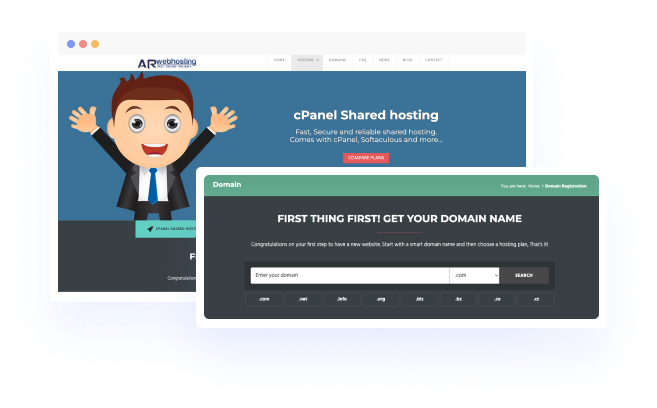 ARwebhosting
FAST • SECURE • RELIABLE
HOME HOSTING DOMAINS FAQ NEWS BLOG CONTACT
cPanel Shared hosting
Fast, Secure and reliable shared hosting.
Comes with cPanel, Softaculous and more...
COMPARE PLANS
CPANEL SHARED HOSTI
F
Congratulation
Domain
You are here: Home > Domain Registration
FIRST THING FIRST! GET YOUR DOMAIN NAME
Congratulations on your first step to have a new website. Start with a smart domain name and then choose a hosting plan, That's it!
Enter your domain .com SEARCH
.com .net .info .org .biz .bz .co .cc